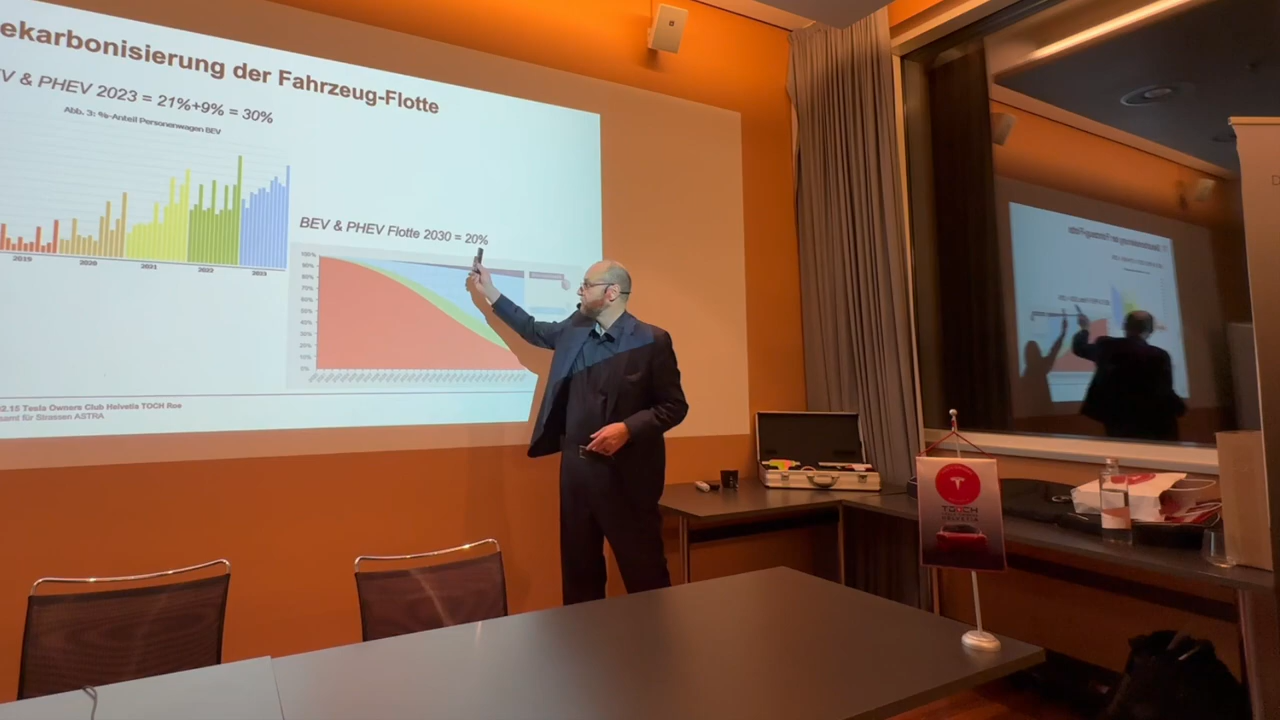 ekarbonisierung der Fahrzeug-Flotte
V & PHEV 2023 = 21%+9% = 30%
Abb. 3: %-Anteil Personenwagen BEV
2019 2020 2021 2022 2023
BEV & PHEV Flotte 2030 = 20%
100%
90%
80%
70%
60%
50%
40%
30%
20%
10%
0%
02.15 Tesla Owners Club Helvetia TOCH Roe
samt für Strassen ASTRA
TOCH
HELVETIA